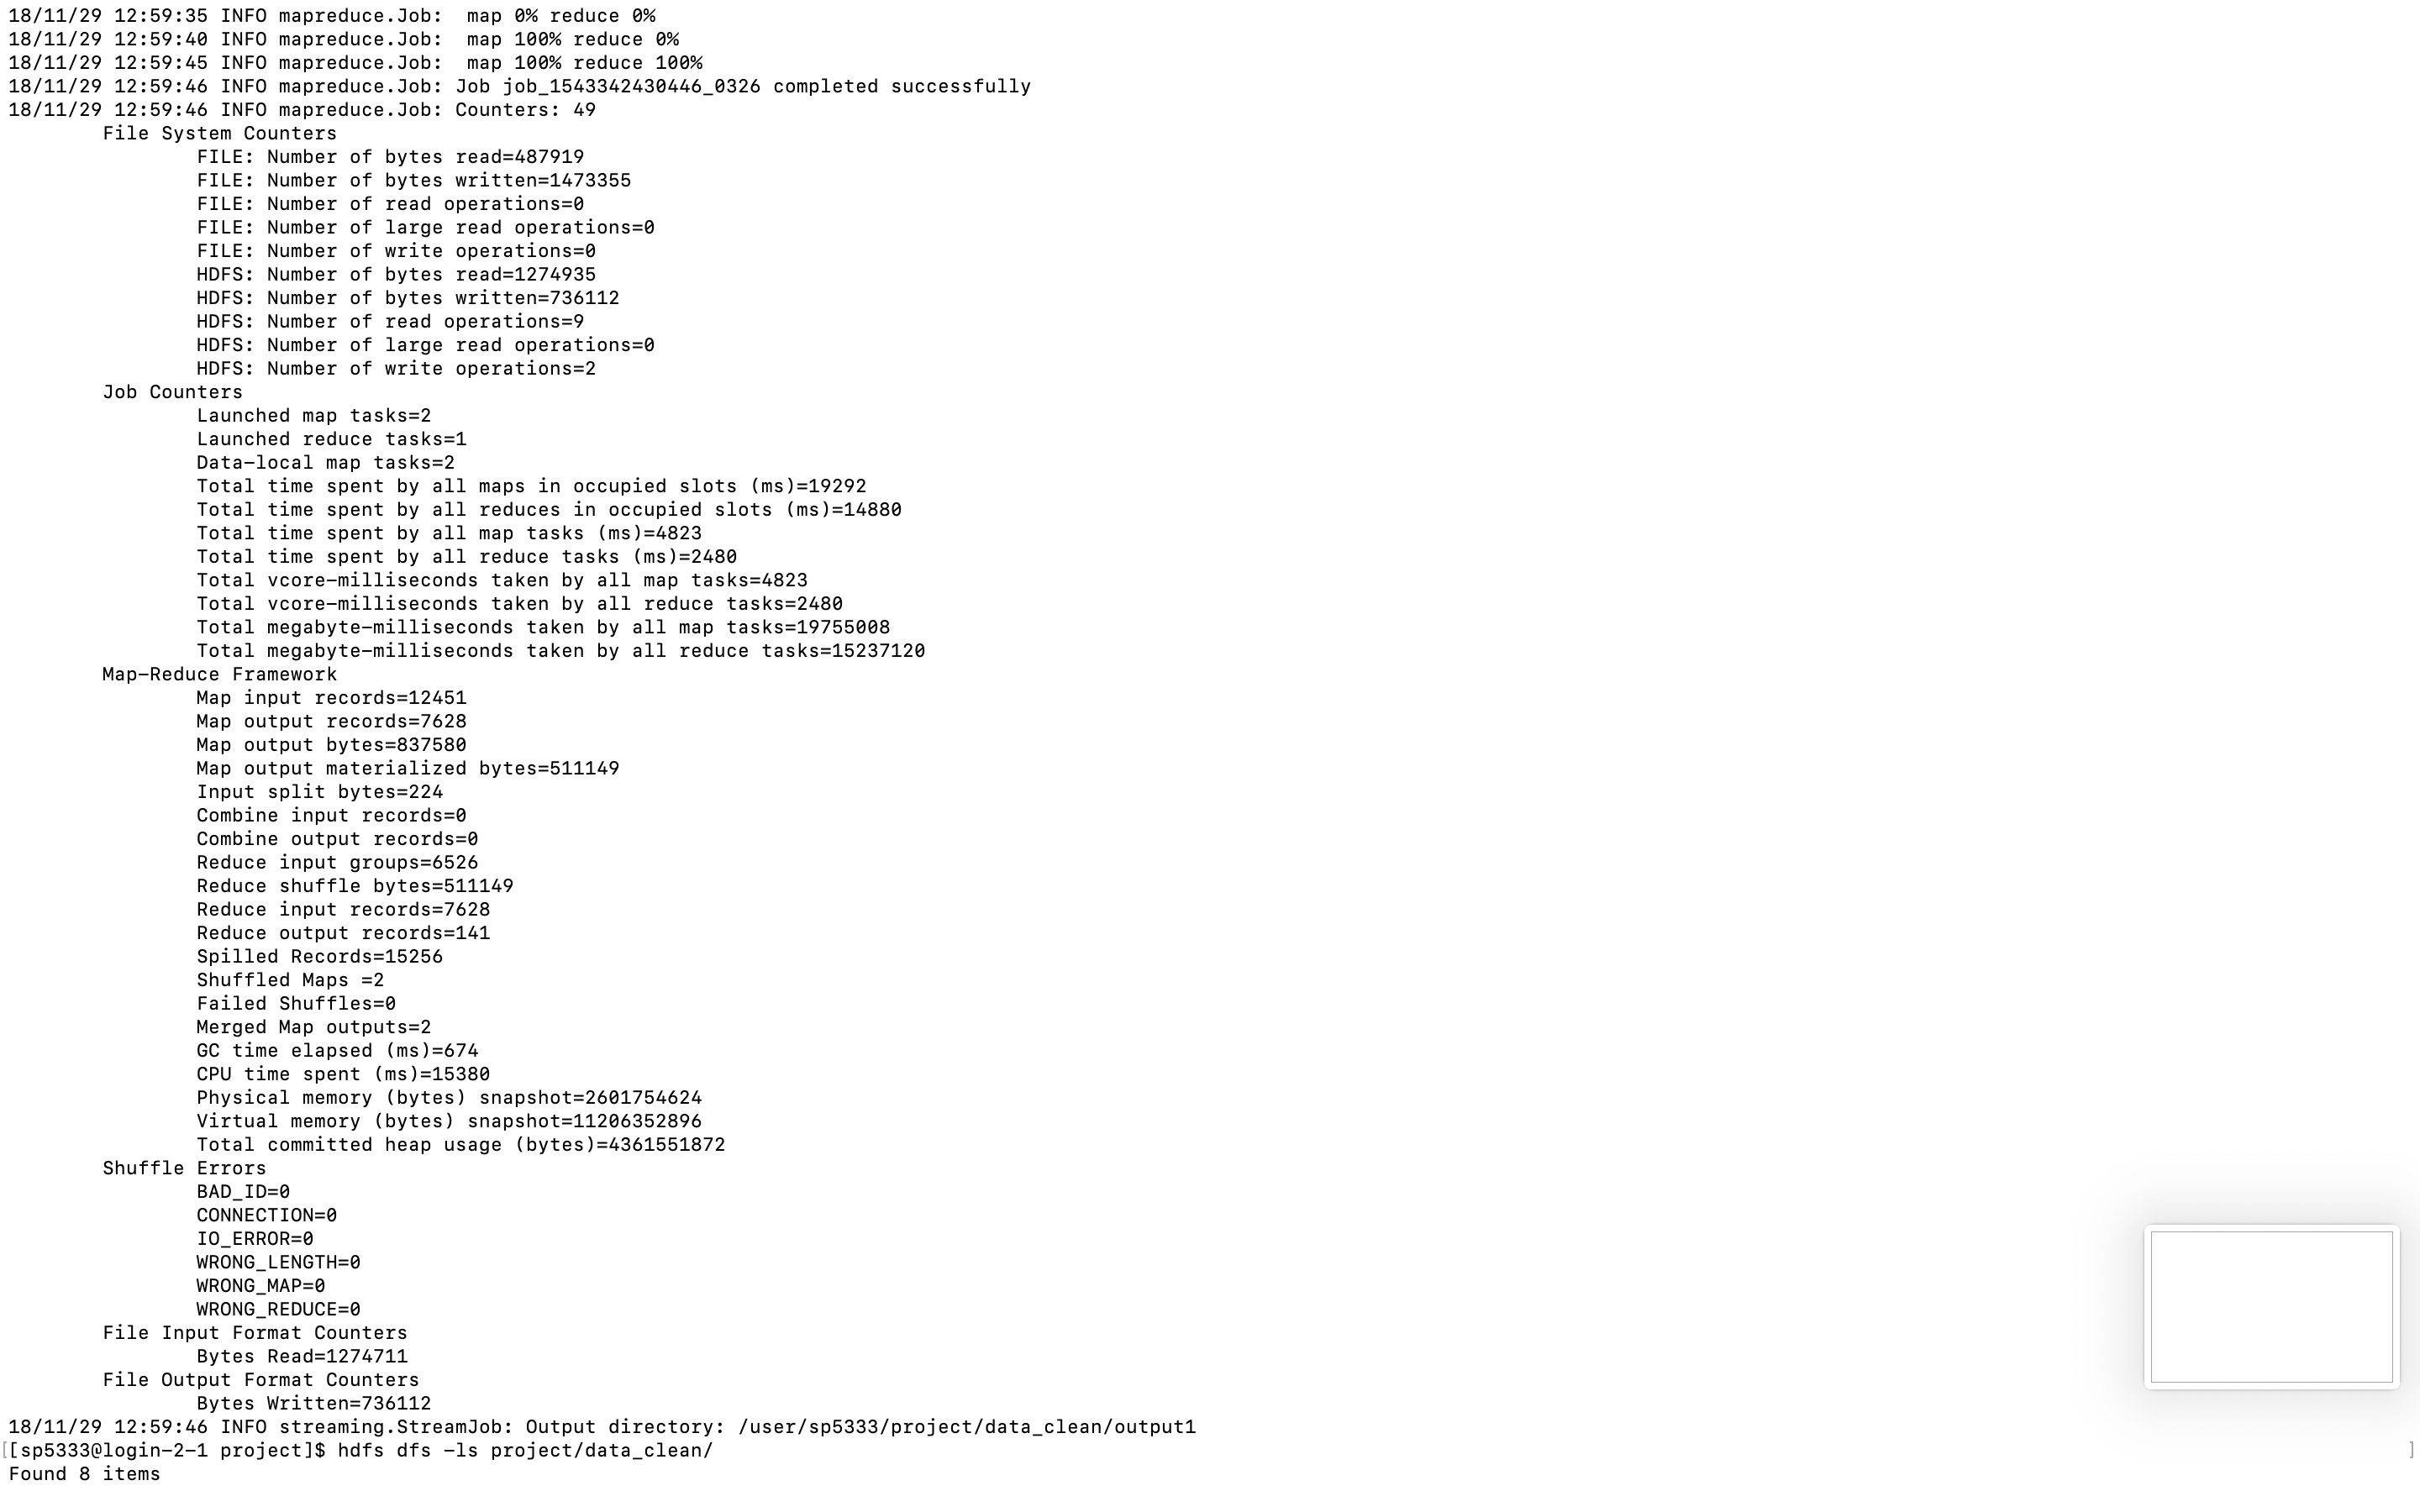 18/11/29 12:59:35 INFO mapreduce.Job:  map 0% reduce 0%
18/11/29 12:59:40 INFO mapreduce.Job:  map 100% reduce 0%
18/11/29 12:59:45 INFO mapreduce.Job:  map 100% reduce 100%
18/11/29 12:59:46 INFO mapreduce.Job: Job job_1543342430446_0326 completed successfully
18/11/29 12:59:46 INFO mapreduce.Job: Counters: 49
File System Counters
FILE: Number of bytes read=487919
FILE: Number of bytes written=1473355
FILE: Number of read operations=0
FILE: Number of large read operations=0
FILE: Number of write operations=0
HDFS: Number of bytes read=1274935
HDFS: Number of bytes written=736112
HDFS: Number of read operations=9
HDFS: Number of large read operations=0
HDFS: Number of write operations=2
Job Counters
Launched map tasks=2
Launched reduce tasks=1
Data-local map tasks=2
Total time spent by all maps in occupied slots (ms)=19292
Total time spent by all reduces in occupied slots (ms)=14880
Total time spent by all map tasks (ms)=4823
Total time spent by all reduce tasks (ms)=2480
Total vcore-milliseconds taken by all map tasks=4823
Total vcore-milliseconds taken by all reduce tasks=2480
Total megabyte-milliseconds taken by all map tasks=19755008
Total megabyte-milliseconds taken by all reduce tasks=15237120
Map-Reduce Framework
Map input records=12451
Map output records=7628
Map output bytes=837580
Map output materialized bytes=511149
Input split bytes=224
Combine input records=0
Combine output records=0
Reduce input groups=6526
Reduce shuffle bytes=511149
Reduce input records=7628
Reduce output records=141
Spilled Records=15256
Shuffled Maps =2
Failed Shuffles=0
Merged Map outputs=2
GC time elapsed (ms)=674
CPU time spent (ms)=15380
Physical memory (bytes) snapshot=2601754624
Virtual memory (bytes) snapshot=11206352896
Total committed heap usage (bytes)=4361551872
Shuffle Errors
BAD_ID=0
CONNECTION=0
IO_ERROR=0
WRONG_LENGTH=0
WRONG_MAP=0
WRONG_REDUCE=0
File Input Format Counters
Bytes Read=1274711
File Output Format Counters
Bytes Written=736112
18/11/29 12:59:46 INFO streaming.StreamJob: Output directory: /user/sp5333/project/data_clean/output1
[[sp5333@login-2-1 project]$ hdfs dfs -ls project/data_clean/ ]
Found 8 items